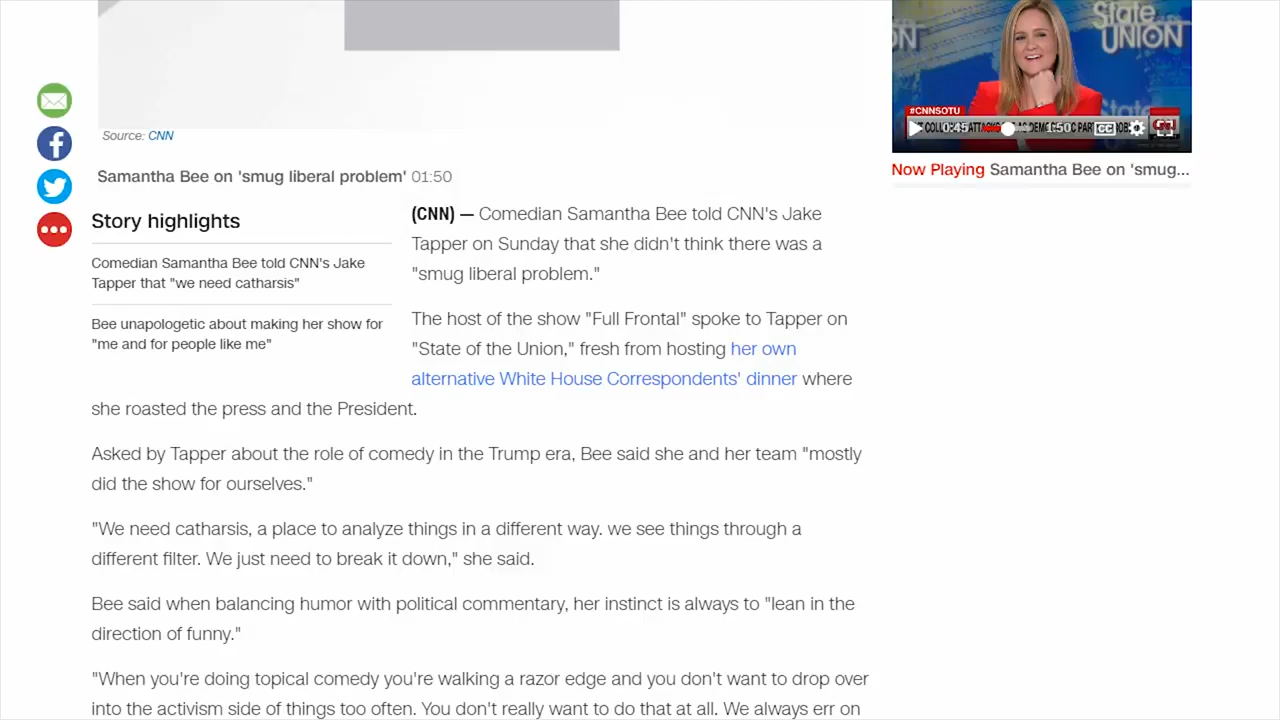 State
of the
UNION
ON
#CNNSOTU
0:45
1:50
CC
CNN
Now Playing Samantha Bee on 'smug...
Source: CNN
Samantha Bee on 'smug liberal problem' 01:50
Story highlights
Comedian Samantha Bee told CNN's Jake
Tapper that "we need catharsis"
Bee unapologetic about making her show for
"me and for people like me"
(CNN) — Comedian Samantha Bee told CNN's Jake
Tapper on Sunday that she didn't think there was a
"smug liberal problem."
The host of the show "Full Frontal" spoke to Tapper on
"State of the Union," fresh from hosting her own
alternative White House Correspondents' dinner where
she roasted the press and the President.
Asked by Tapper about the role of comedy in the Trump era, Bee said she and her team "mostly
did the show for ourselves."
"We need catharsis, a place to analyze things in a different way. we see things through a
different filter. We just need to break it down," she said.
Bee said when balancing humor with political commentary, her instinct is always to "lean in the
direction of funny."
"When you're doing topical comedy you're walking a razor edge and you don't want to drop over
into the activism side of things too often. You don't really want to do that at all. We always err on